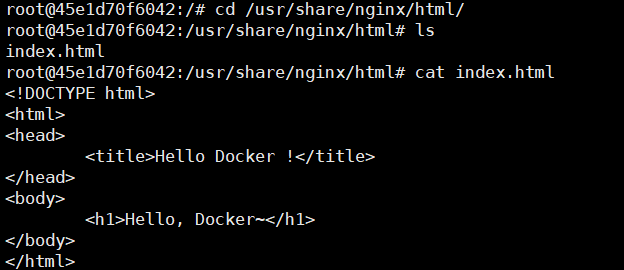 root@45e1d70f6042:/# cd /usr/share/nginx/html/
root@45e1d70f6042:/usr/share/nginx/html# ls
index.html
root@45e1d70f6042:/usr/share/nginx/html# cat index.html
<!DOCTYPE html>
<html>
<head>
        <title>Hello Docker !</title>
</head>
<body>
        <h1>Hello, Docker~</h1>
</body>
</html>